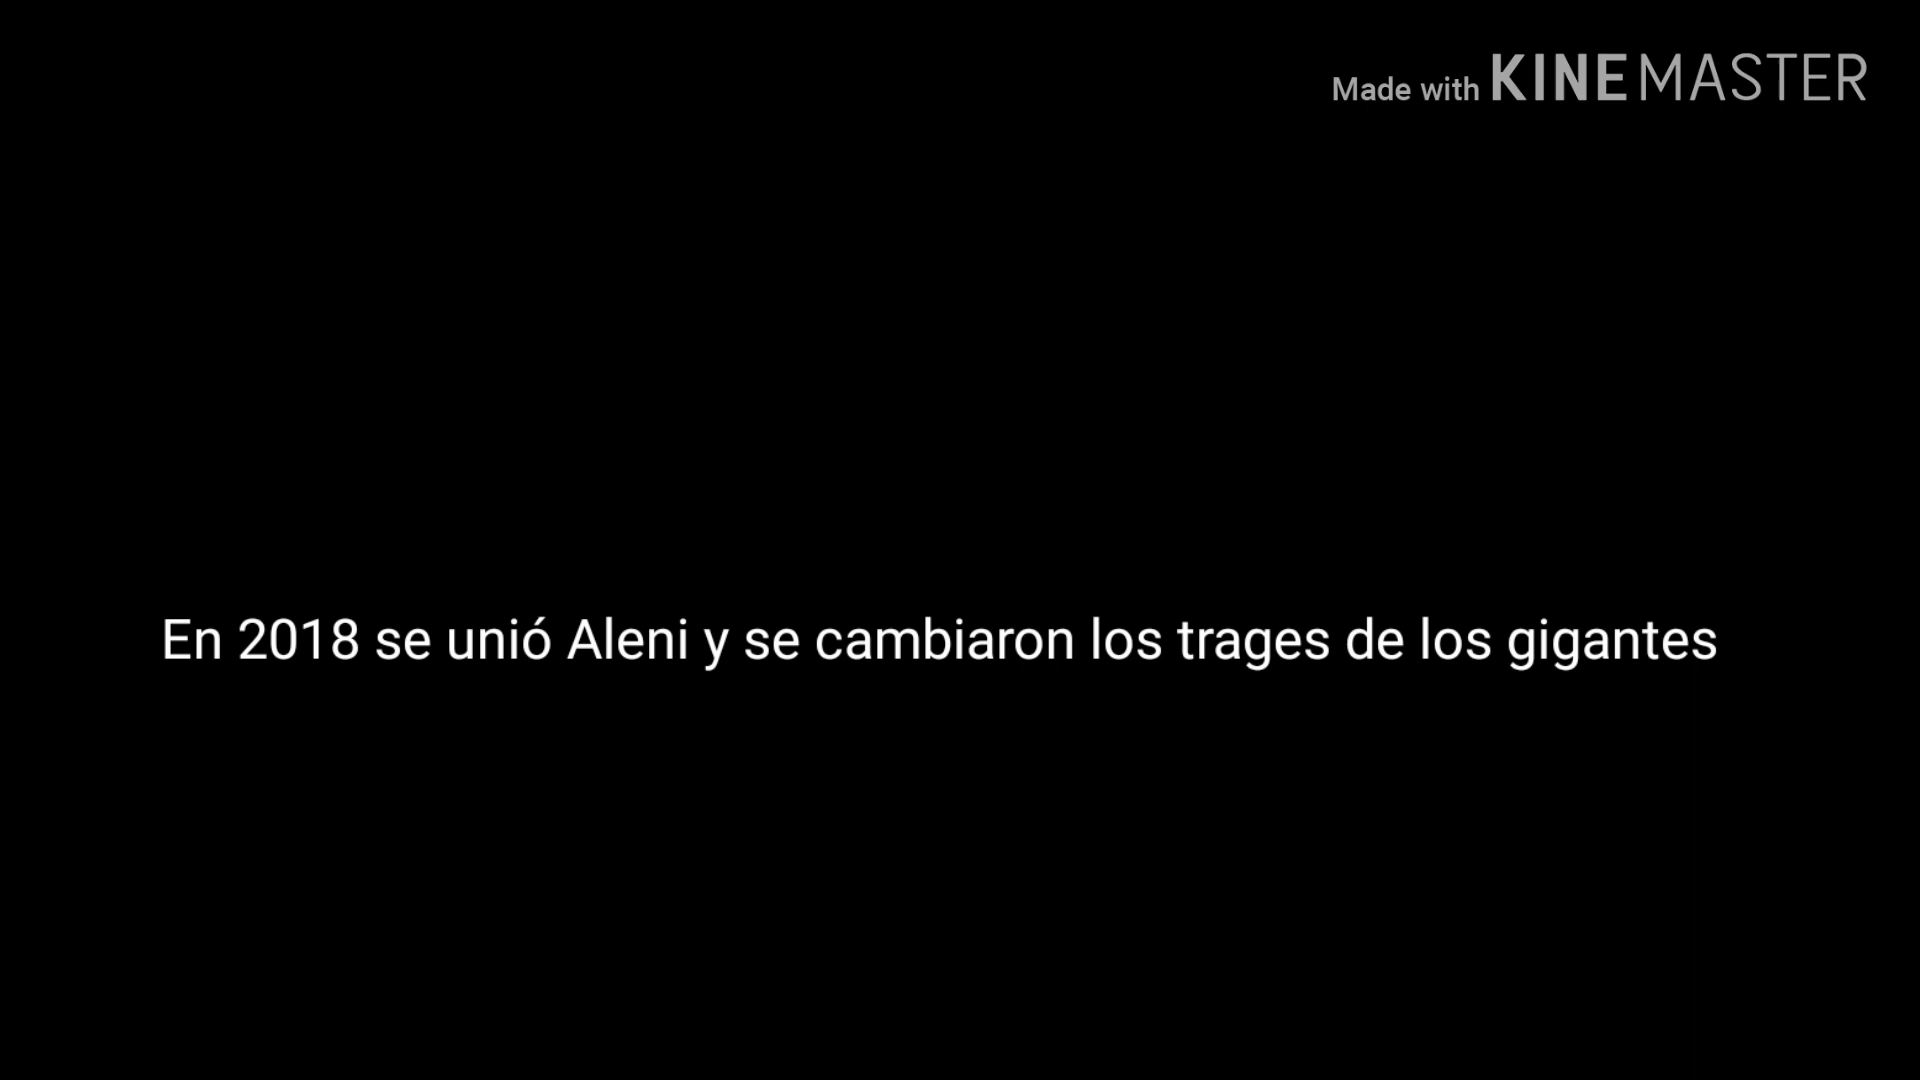 Made with KINEMASTER
En 2018 se unió Aleni y se cambiaron los trages de los gigantes